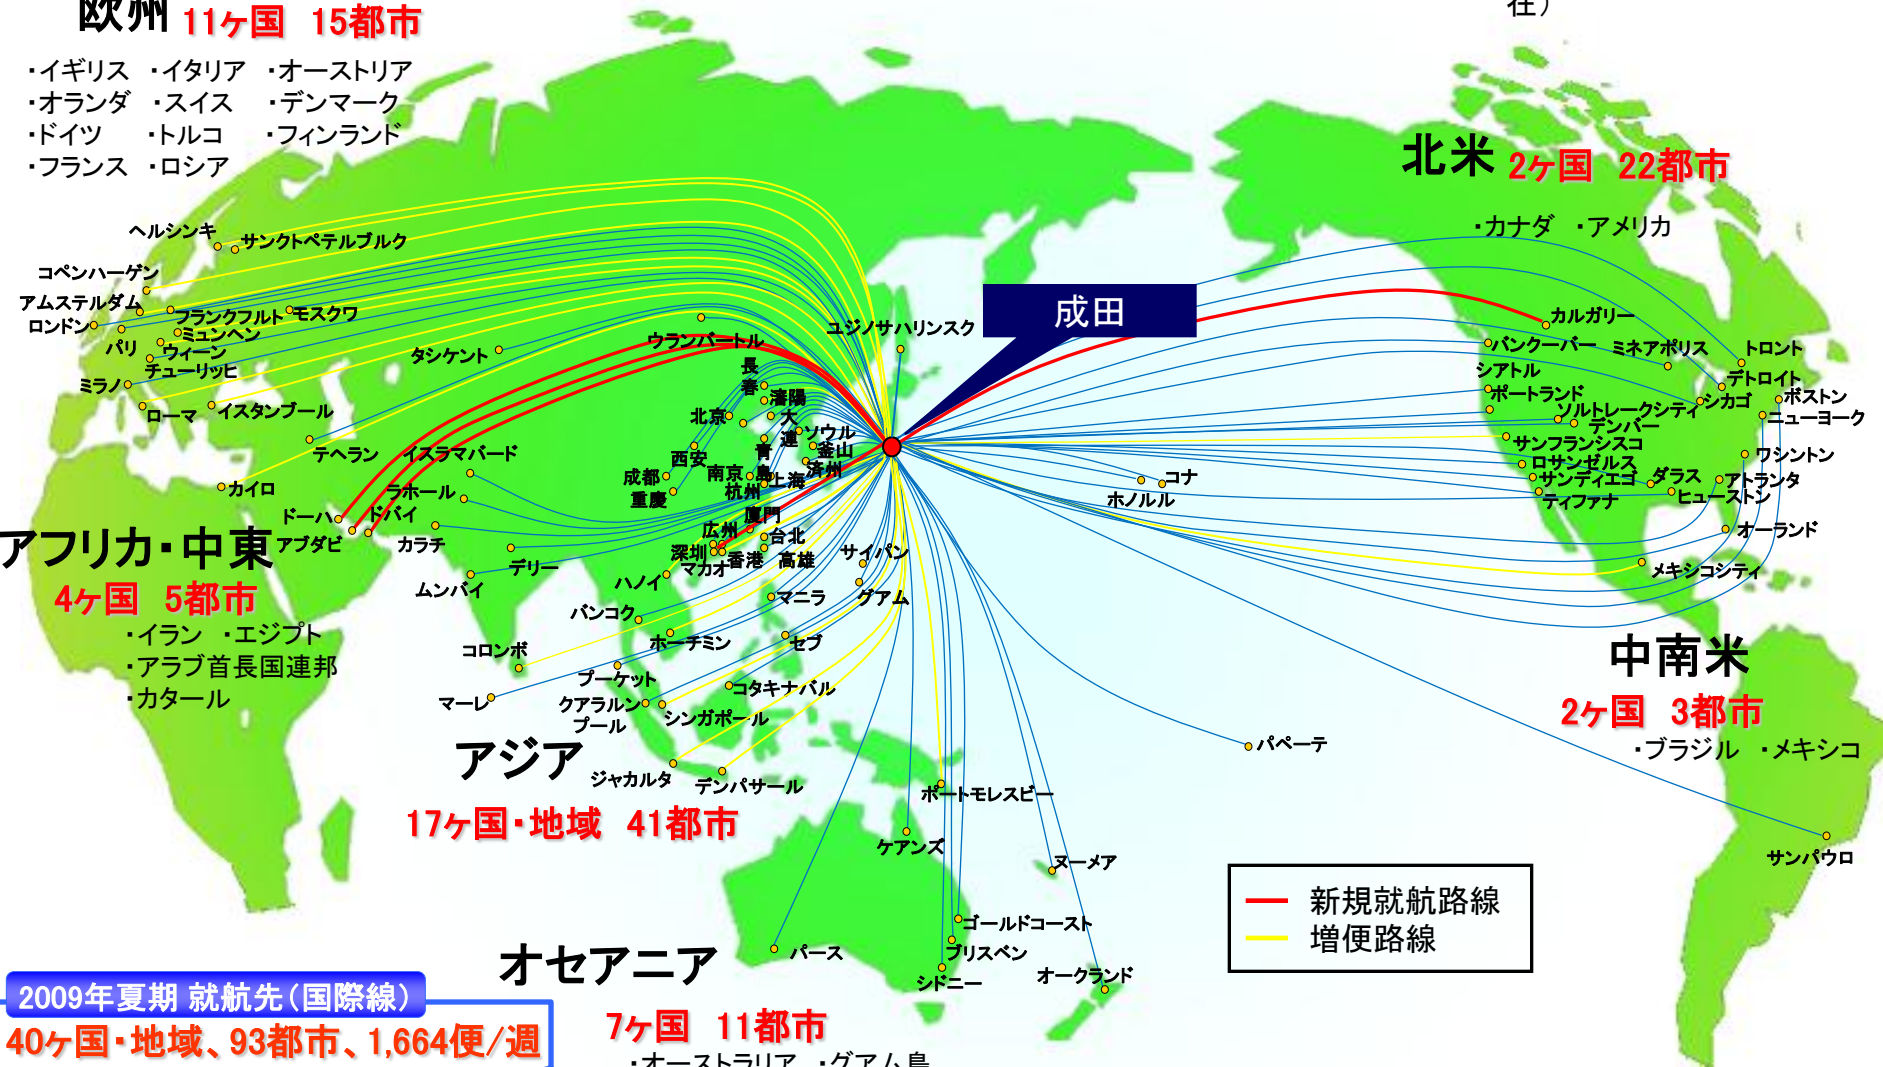 欧州 11ヶ国 15都市
・イギリス ・イタリア ・オーストリア
・オランダ ・スイス ・デンマーク
・ドイツ ・トルコ ・フィンランド
・フランス ・ロシア
在）
北米 2ヶ国 22都市
・カナダ ・アメリカ
成田
ヘルシンキ
サンクトペテルブルク
コペンハーゲン
アムステルダム
ロンドン
フランクフルト
モスクワ
ミュンヘン
パリ
ウィーン
チューリッヒ
ミラノ
ローマ
イスタンブール
タシケント
ウランバートル
ユジノサハリンスク
テヘラン
イスラマバード
カイロ
ラホール
ドーハ
ドバイ
アブダビ
カラチ
デリー
ムンバイ
コロンボ
マーレ
長春
瀋陽
北京
大連
ソウル
釜山
済州
西安
青島
成都
重慶
南京
杭州
上海
廈門
広州
台北
深圳
マカオ
香港
高雄
ハノイ
バンコク
ホーチミン
プーケット
クアラルンプール
シンガポール
コタキナバル
マニラ
セブ
サイパン
グアム
ジャカルタ
デンパサール
カルガリー
バンクーバー
ミネアポリス
トロント
シアトル
デトロイト
ポートランド
シカゴ
ボストン
ソルトレークシティ
ニューヨーク
デンバー
サンフランシスコ
ワシントン
ロサンゼルス
ダラス
アトランタ
サンディエゴ
ヒューストン
ティファナ
オーランド
メキシコシティ
コナ
ホノルル
アフリカ・中東
4ヶ国 5都市
・イラン ・エジプト
・アラブ首長国連邦
・カタール
アジア
17ヶ国・地域 41都市
中南米
2ヶ国 3都市
・ブラジル ・メキシコ
パペーテ
サンパウロ
ポートモレスビー
ケアンズ
ヌーメア
ゴールドコースト
ブリスベン
シドニー
オークランド
パース
新規就航路線
増便路線
オセアニア
7ヶ国 11都市
・オーストラリア ・グアム島
2009年夏期 就航先（国際線）
40ヶ国・地域、93都市、1,664便/週